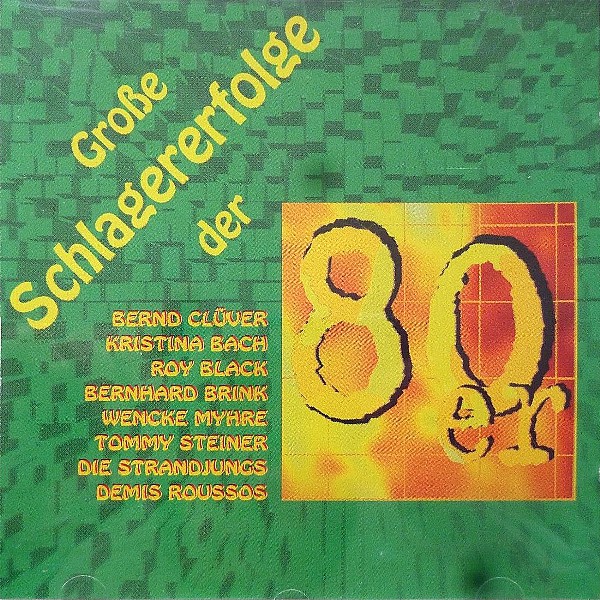 Große
Schlagererfolge
der
80er
BERND CLÜVER
KRISTINA BACH
ROY BLACK
BERNHARD BRINK
WENCKE MYHRE
TOMMY STEINER
DIE STRANDJUNGS
DEMIS ROUSSOS